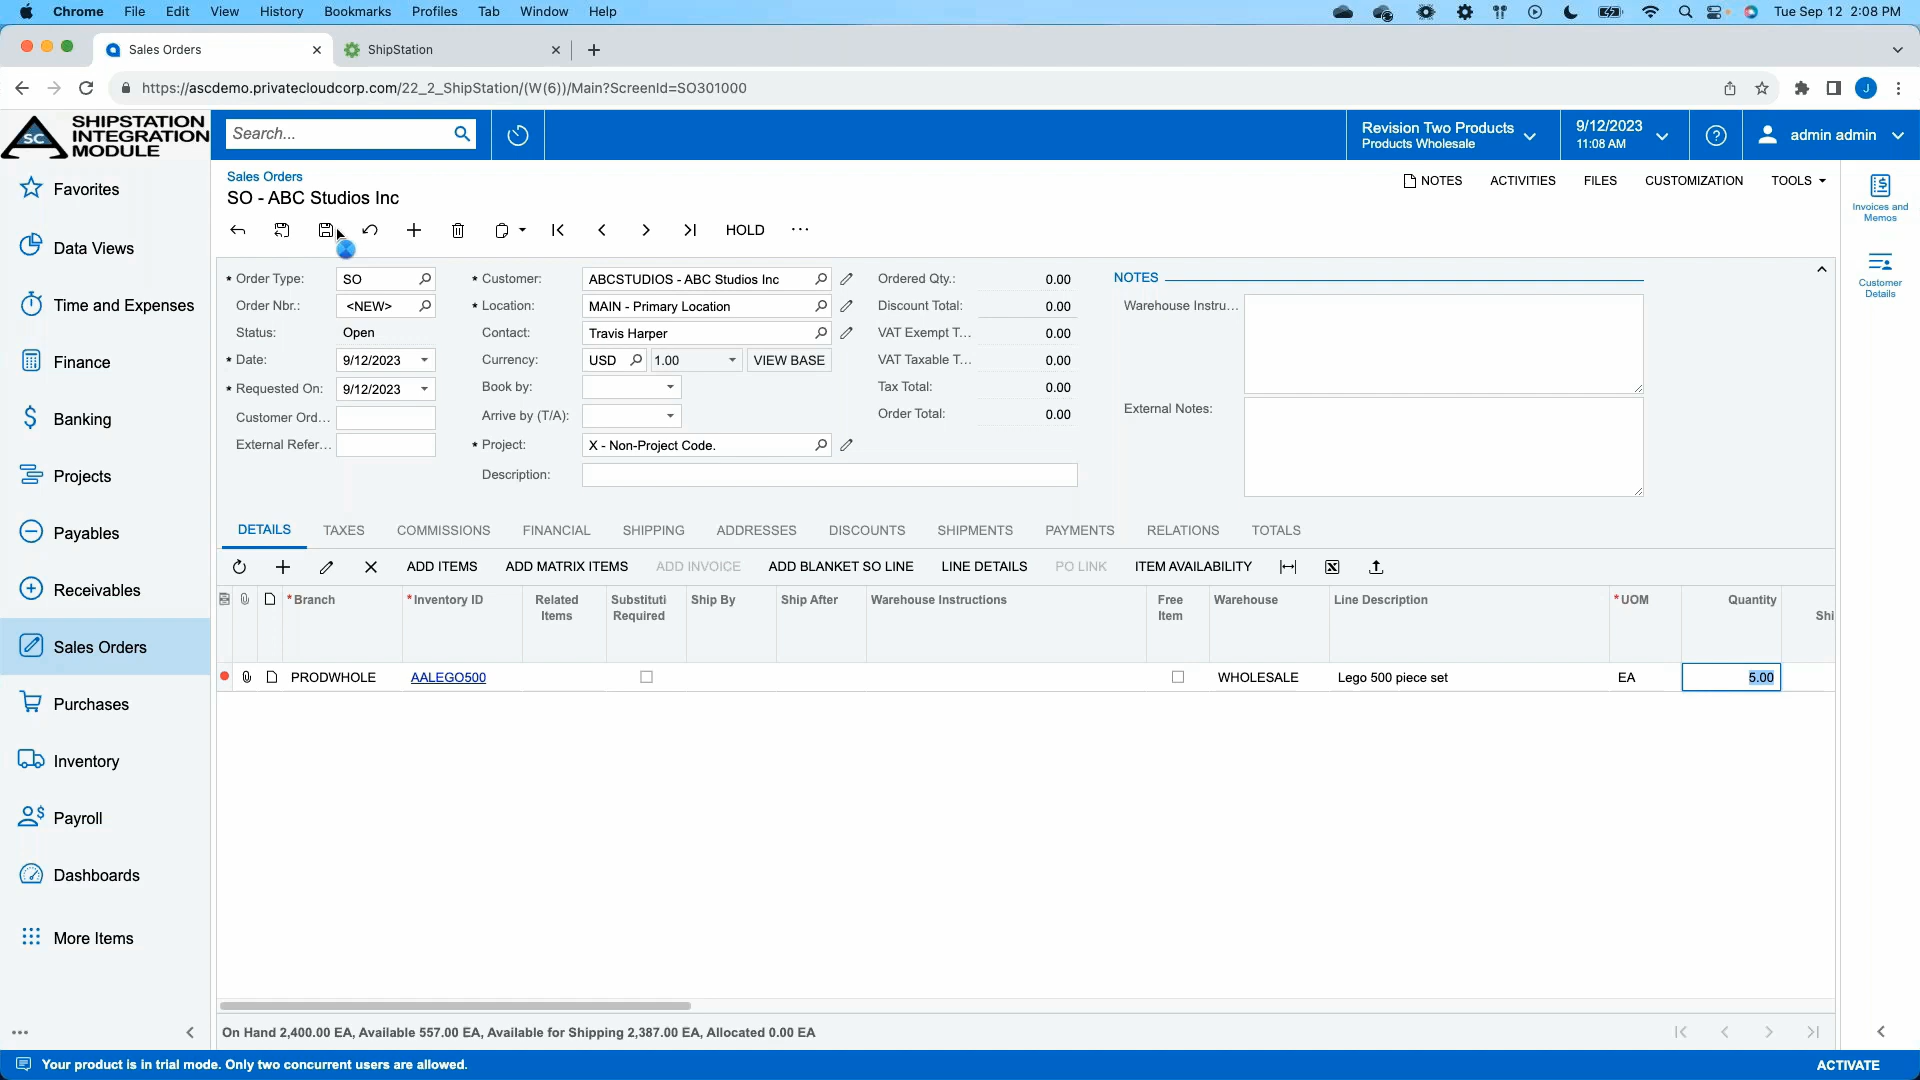 Chrome File Edit View History Bookmarks Profiles Tab Window Help Tue Sep 12 2:08 PM
Sales Orders ShipStation
https://ascdemo.privatecloudcorp.com/22_2_ShipStation/(W(6))/Main?ScreenId=SO301000 J
SC SHIPSTATION INTEGRATION MODULE
Search...
Revision Two Products
Products Wholesale
9/12/2023
11:08 AM
admin admin
Favorites
Data Views
Time and Expenses
Finance
Banking
Projects
Payables
Receivables
Sales Orders
Purchases
Inventory
Payroll
Dashboards
More Items
Sales Orders
SO - ABC Studios Inc
NOTES ACTIVITIES FILES CUSTOMIZATION TOOLS
HOLD
* Order Type: SO
Order Nbr.: <NEW>
Status: Open
* Date: 9/12/2023
* Requested On: 9/12/2023
Customer Ord...
External Refer...
* Customer: ABCSTUDIOS - ABC Studios Inc
* Location: MAIN - Primary Location
Contact: Travis Harper
Currency: USD 1.00 VIEW BASE
Book by:
Arrive by (T/A):
* Project: X - Non-Project Code.
Description:
Ordered Qty.: 0.00
Discount Total: 0.00
VAT Exempt T... 0.00
VAT Taxable T... 0.00
Tax Total: 0.00
Order Total: 0.00
NOTES
Warehouse Instru...
External Notes:
Invoices and Memos
Customer Details
DETAILS TAXES COMMISSIONS FINANCIAL SHIPPING ADDRESSES DISCOUNTS SHIPMENTS PAYMENTS RELATIONS TOTALS
ADD ITEMS ADD MATRIX ITEMS ADD INVOICE ADD BLANKET SO LINE LINE DETAILS PO LINK ITEM AVAILABILITY
* Branch * Inventory ID Related Items Substituti Required Ship By Ship After Warehouse Instructions Free Item Warehouse Line Description * UOM Quantity Shi
PRODWHOLE AALEGO500 WHOLESALE Lego 500 piece set EA 5.00
On Hand 2,400.00 EA, Available 557.00 EA, Available for Shipping 2,387.00 EA, Allocated 0.00 EA
Your product is in trial mode. Only two concurrent users are allowed. ACTIVATE